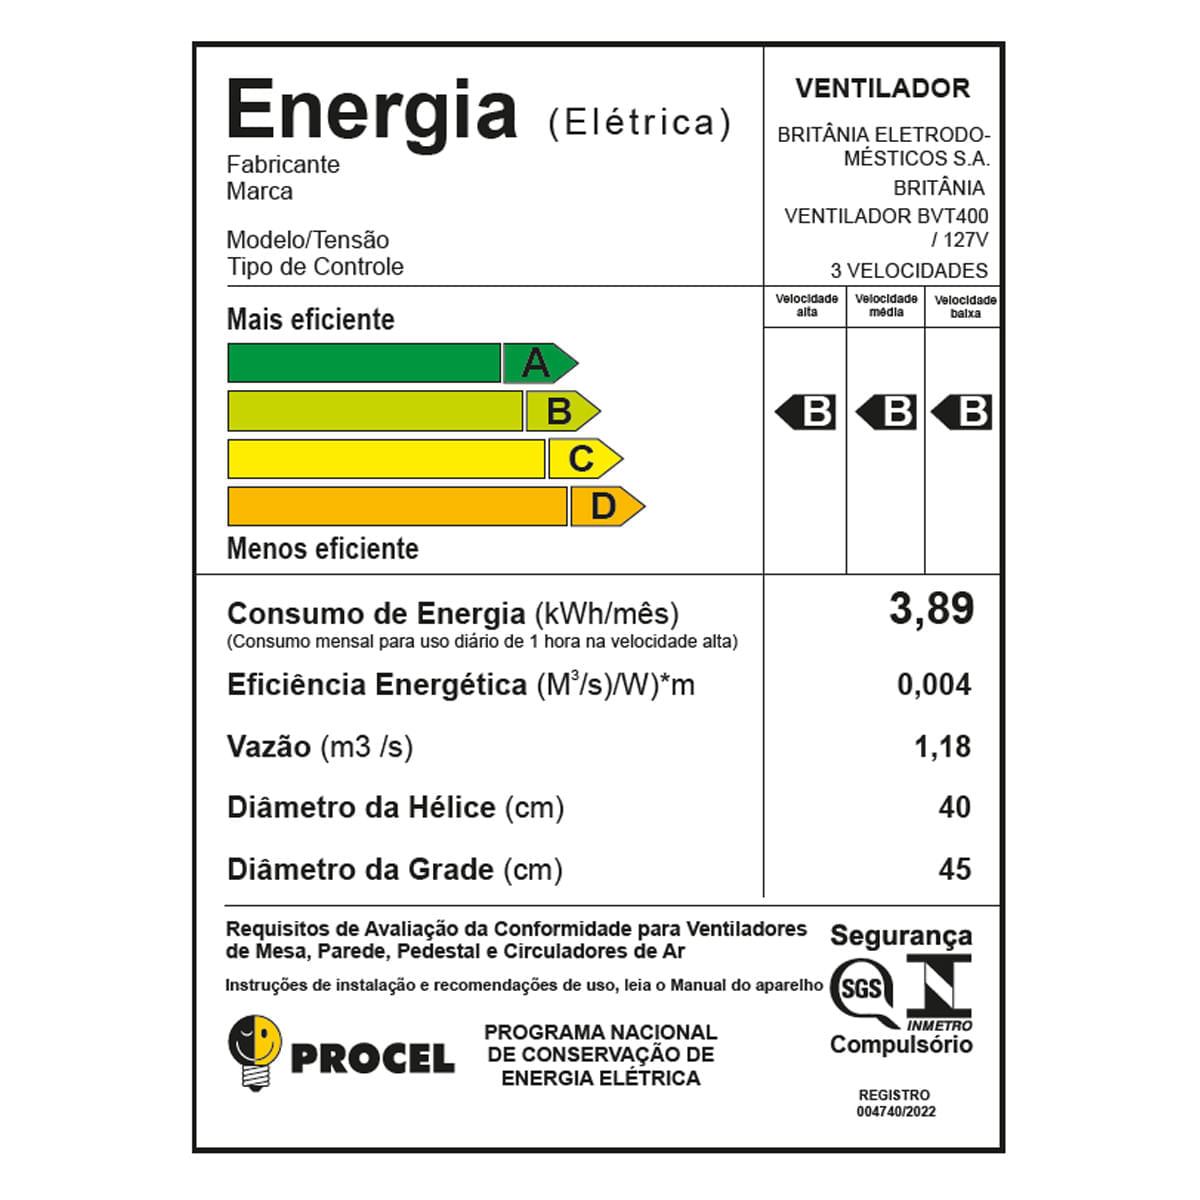 Energia (Elétrica)
Fabricante
Marca
Modelo/Tensão
Tipo de Controle
VENTILADOR
BRITÂNIA ELETRODO-
MÉSTICOS S.A.
BRITÂNIA
VENTILADOR BVT400
/ 127V
3 VELOCIDADES
Mais eficiente
A
B
C
D
Menos eficiente
Velocidade
alta
Velocidade
média
Velocidade
baixa
B B B
Consumo de Energia (kWh/mês) 3,89
(Consumo mensal para uso diário de 1 hora na velocidade alta)
Eficiência Energética (M³/s)/W)*m 0,004
Vazão (m3 /s) 1,18
Diâmetro da Hélice (cm) 40
Diâmetro da Grade (cm) 45
Requisitos de Avaliação da Conformidade para Ventiladores
de Mesa, Parede, Pedestal e Circuladores de Ar
Instruções de instalação e recomendações de uso, leia o Manual do aparelho
PROCEL
PROGRAMA NACIONAL
DE CONSERVAÇÃO DE
ENERGIA ELÉTRICA
Segurança
SGS
INMETRO
Compulsório
REGISTRO
004740/2022